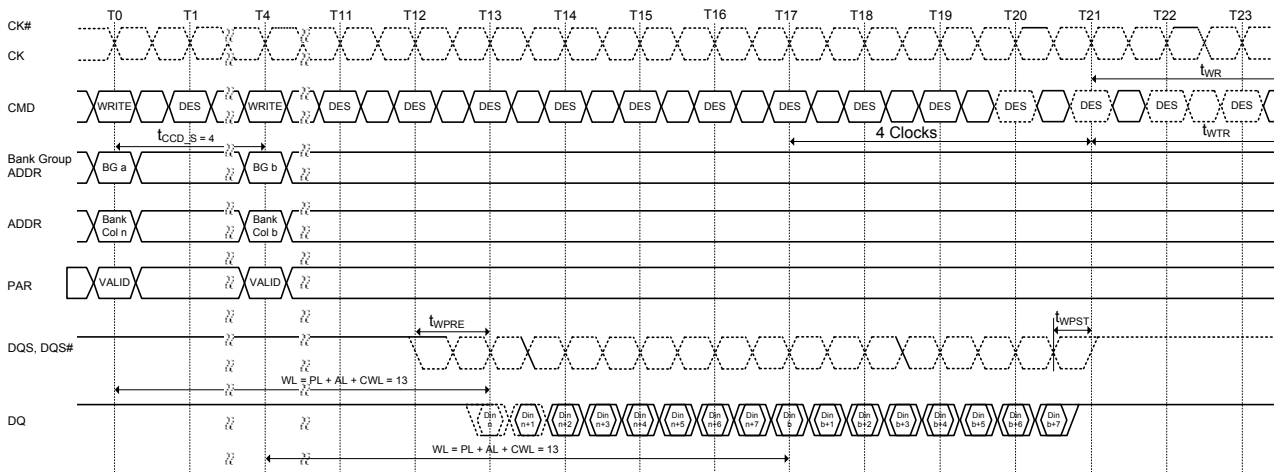 T0 T1 T4 T11 T12 T13 T14 T15 T16 T17 T18 T19 T20 T21 T22 T23
CK#
CK
tWR
CMD WRITE DES WRITE DES DES DES DES DES DES DES DES DES DES DES DES DES
tCCD_S = 4
4 Clocks
tWTR
Bank Group
ADDR
BG a BG b
ADDR
Bank
Col n
Bank
Col b
PAR VALID VALID
tWPRE
tWPST
DQS, DQS#
WL = PL + AL + CWL = 13
DQ
Din
n
Din
n+1
Din
n+2
Din
n+3
Din
n+4
Din
n+5
Din
n+6
Din
n+7
Din
b
Din
b+1
Din
b+2
Din
b+3
Din
b+4
Din
b+5
Din
b+6
Din
b+7
WL = PL + AL + CWL = 13